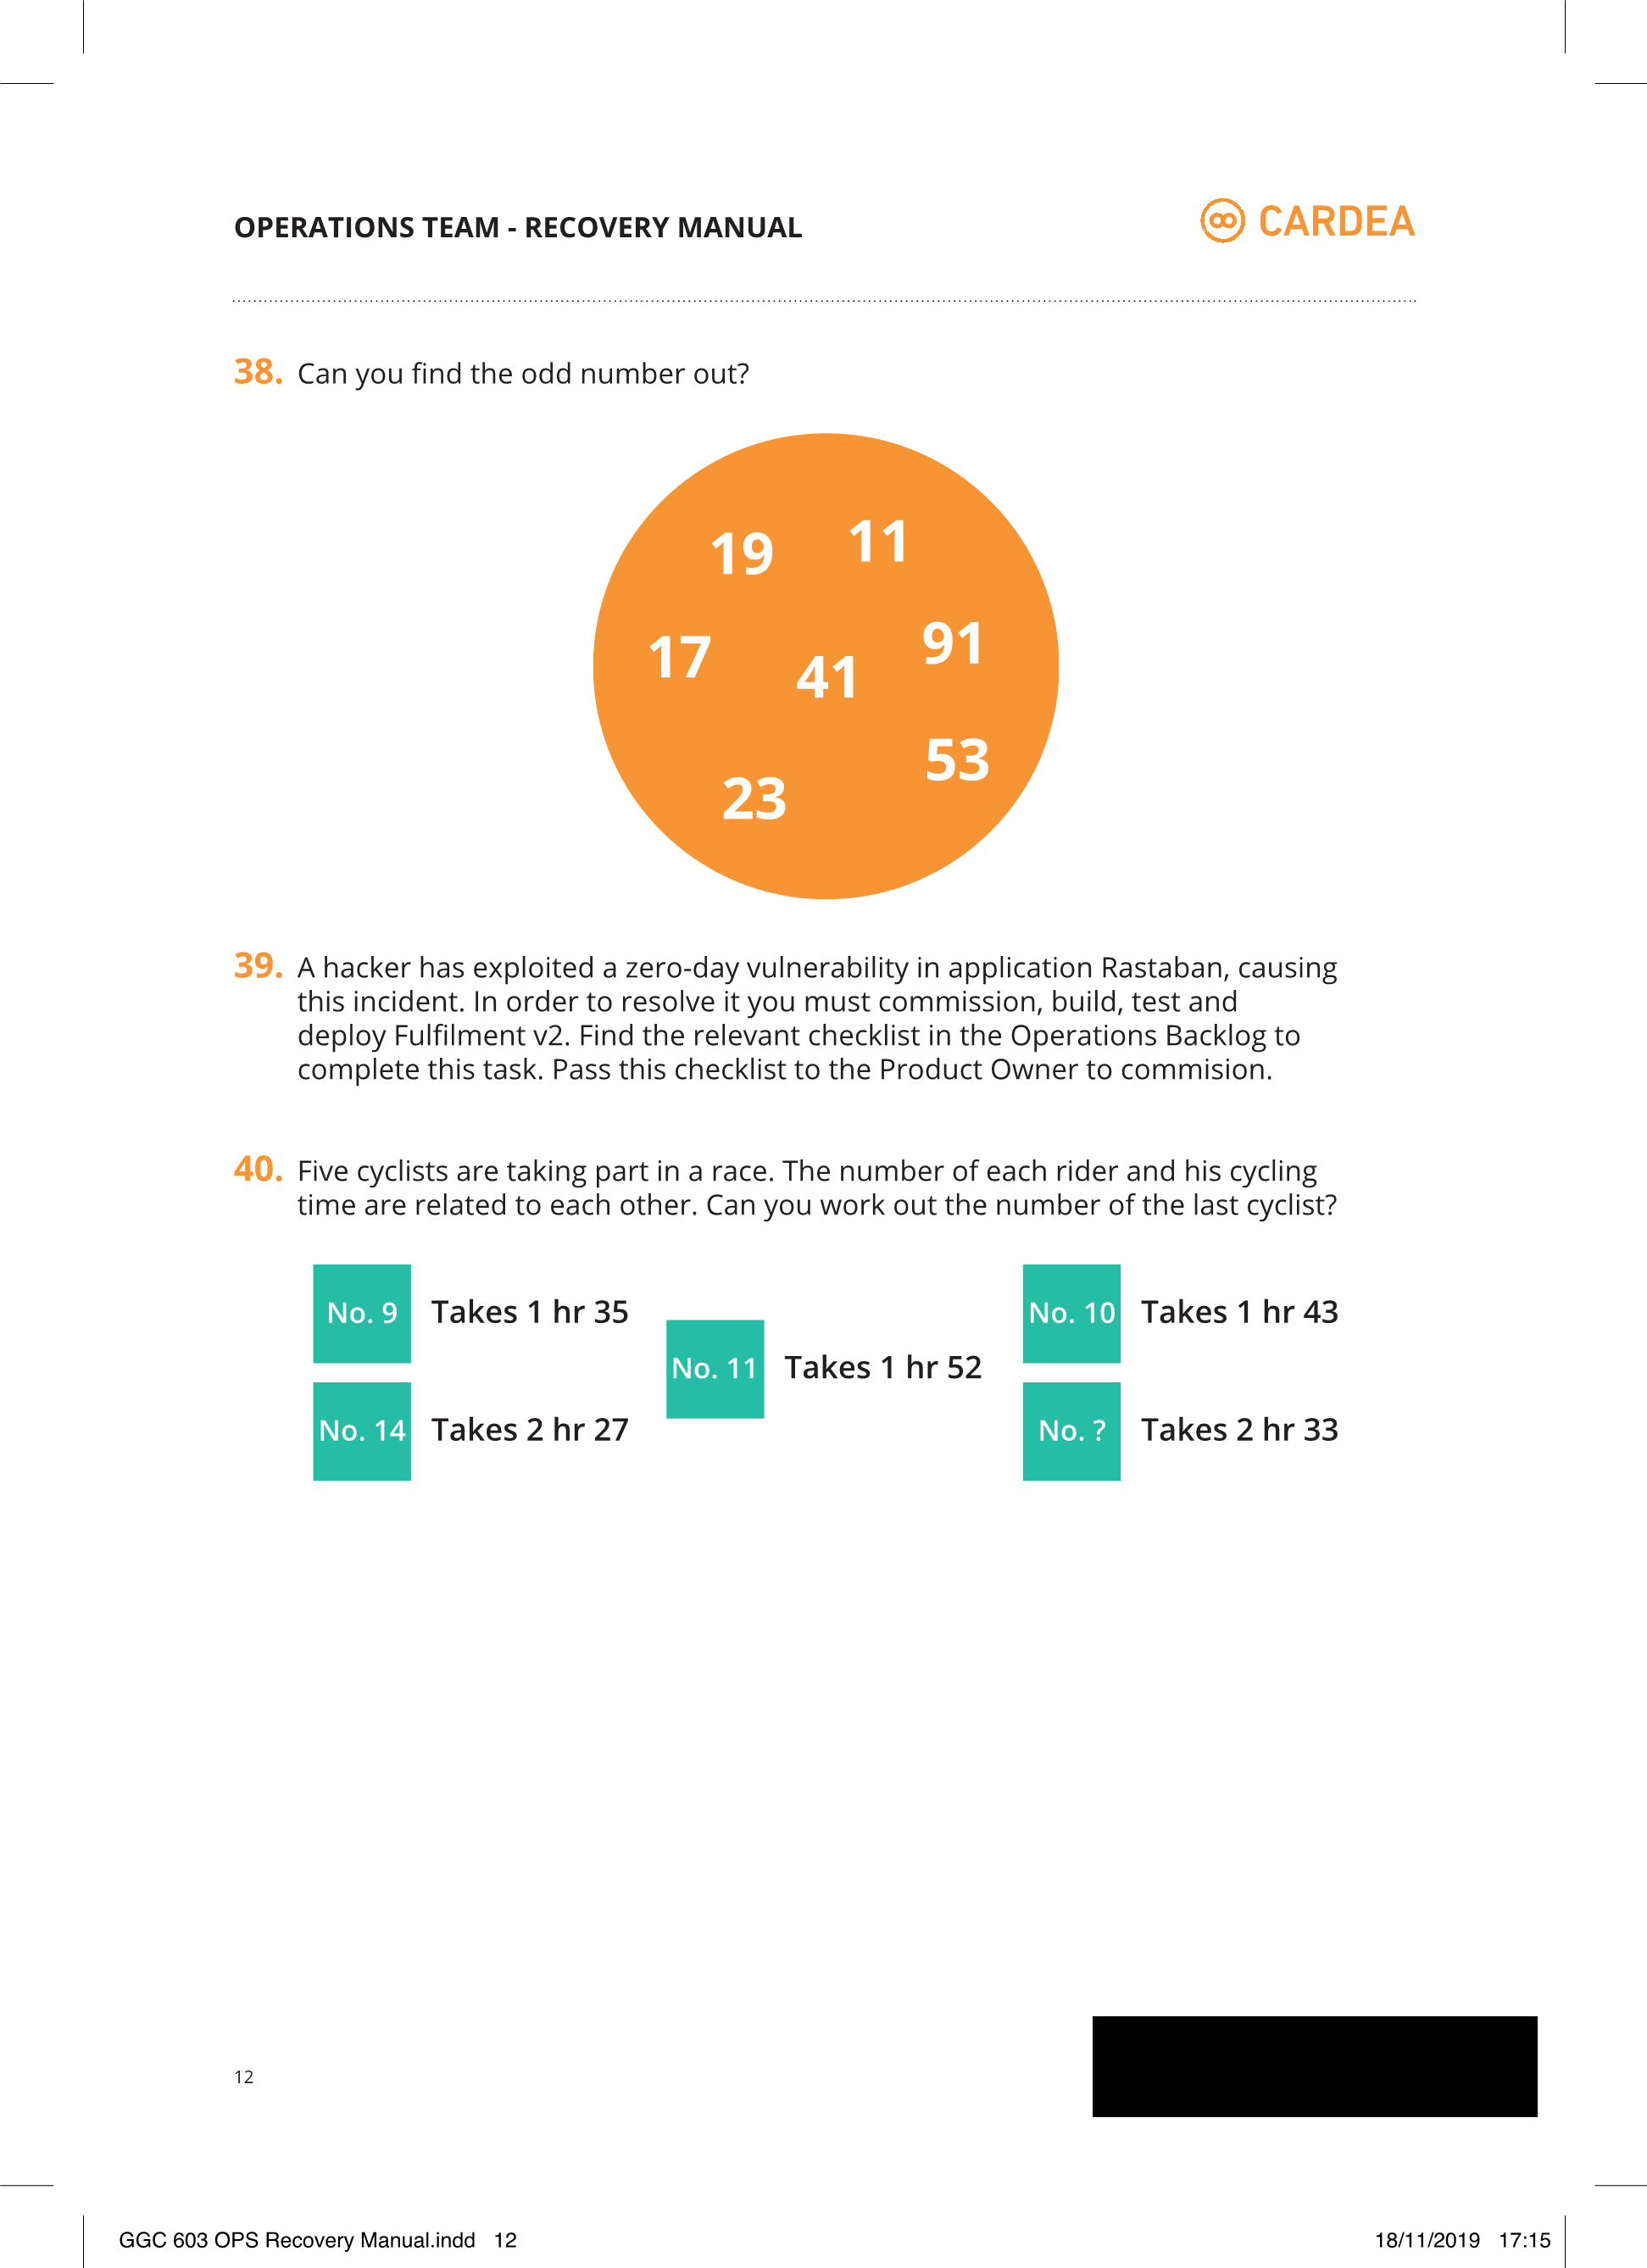 OPERATIONS TEAM - RECOVERY MANUAL
CARDEA
38. Can you find the odd number out?
19
11
17
41
91
53
23
39. A hacker has exploited a zero-day vulnerability in application Rastaban, causing
this incident. In order to resolve it you must commission, build, test and
deploy Fulfilment v2. Find the relevant checklist in the Operations Backlog to
complete this task. Pass this checklist to the Product Owner to commision.
40. Five cyclists are taking part in a race. The number of each rider and his cycling
time are related to each other. Can you work out the number of the last cyclist?
No. 9 Takes 1 hr 35
No. 11 Takes 1 hr 52
No. 10 Takes 1 hr 43
No. 14 Takes 2 hr 27
No. ? Takes 2 hr 33
12
GGC 603 OPS Recovery Manual.indd 12
18/11/2019 17:15